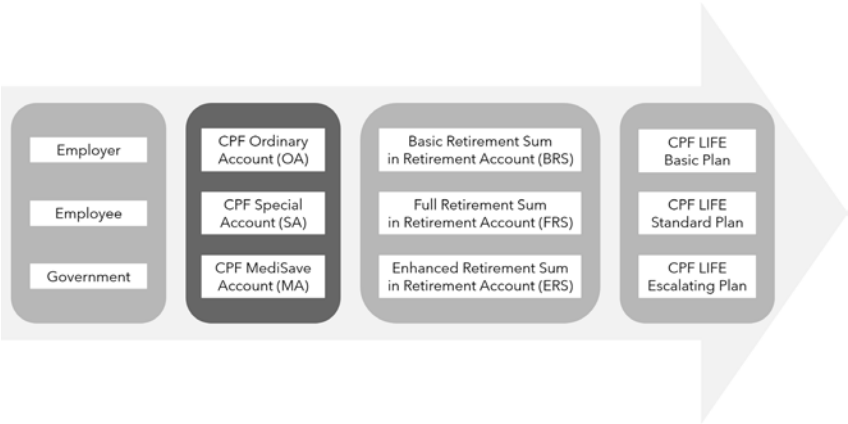 Employer
Employee
Government
CPF Ordinary
Account (OA)
CPF Special
Account (SA)
CPF MediSave
Account (MA)
Basic Retirement Sum
in Retirement Account (BRS)
Full Retirement Sum
in Retirement Account (FRS)
Enhanced Retirement Sum
in Retirement Account (ERS)
CPF LIFE
Basic Plan
CPF LIFE
Standard Plan
CPF LIFE
Escalating Plan